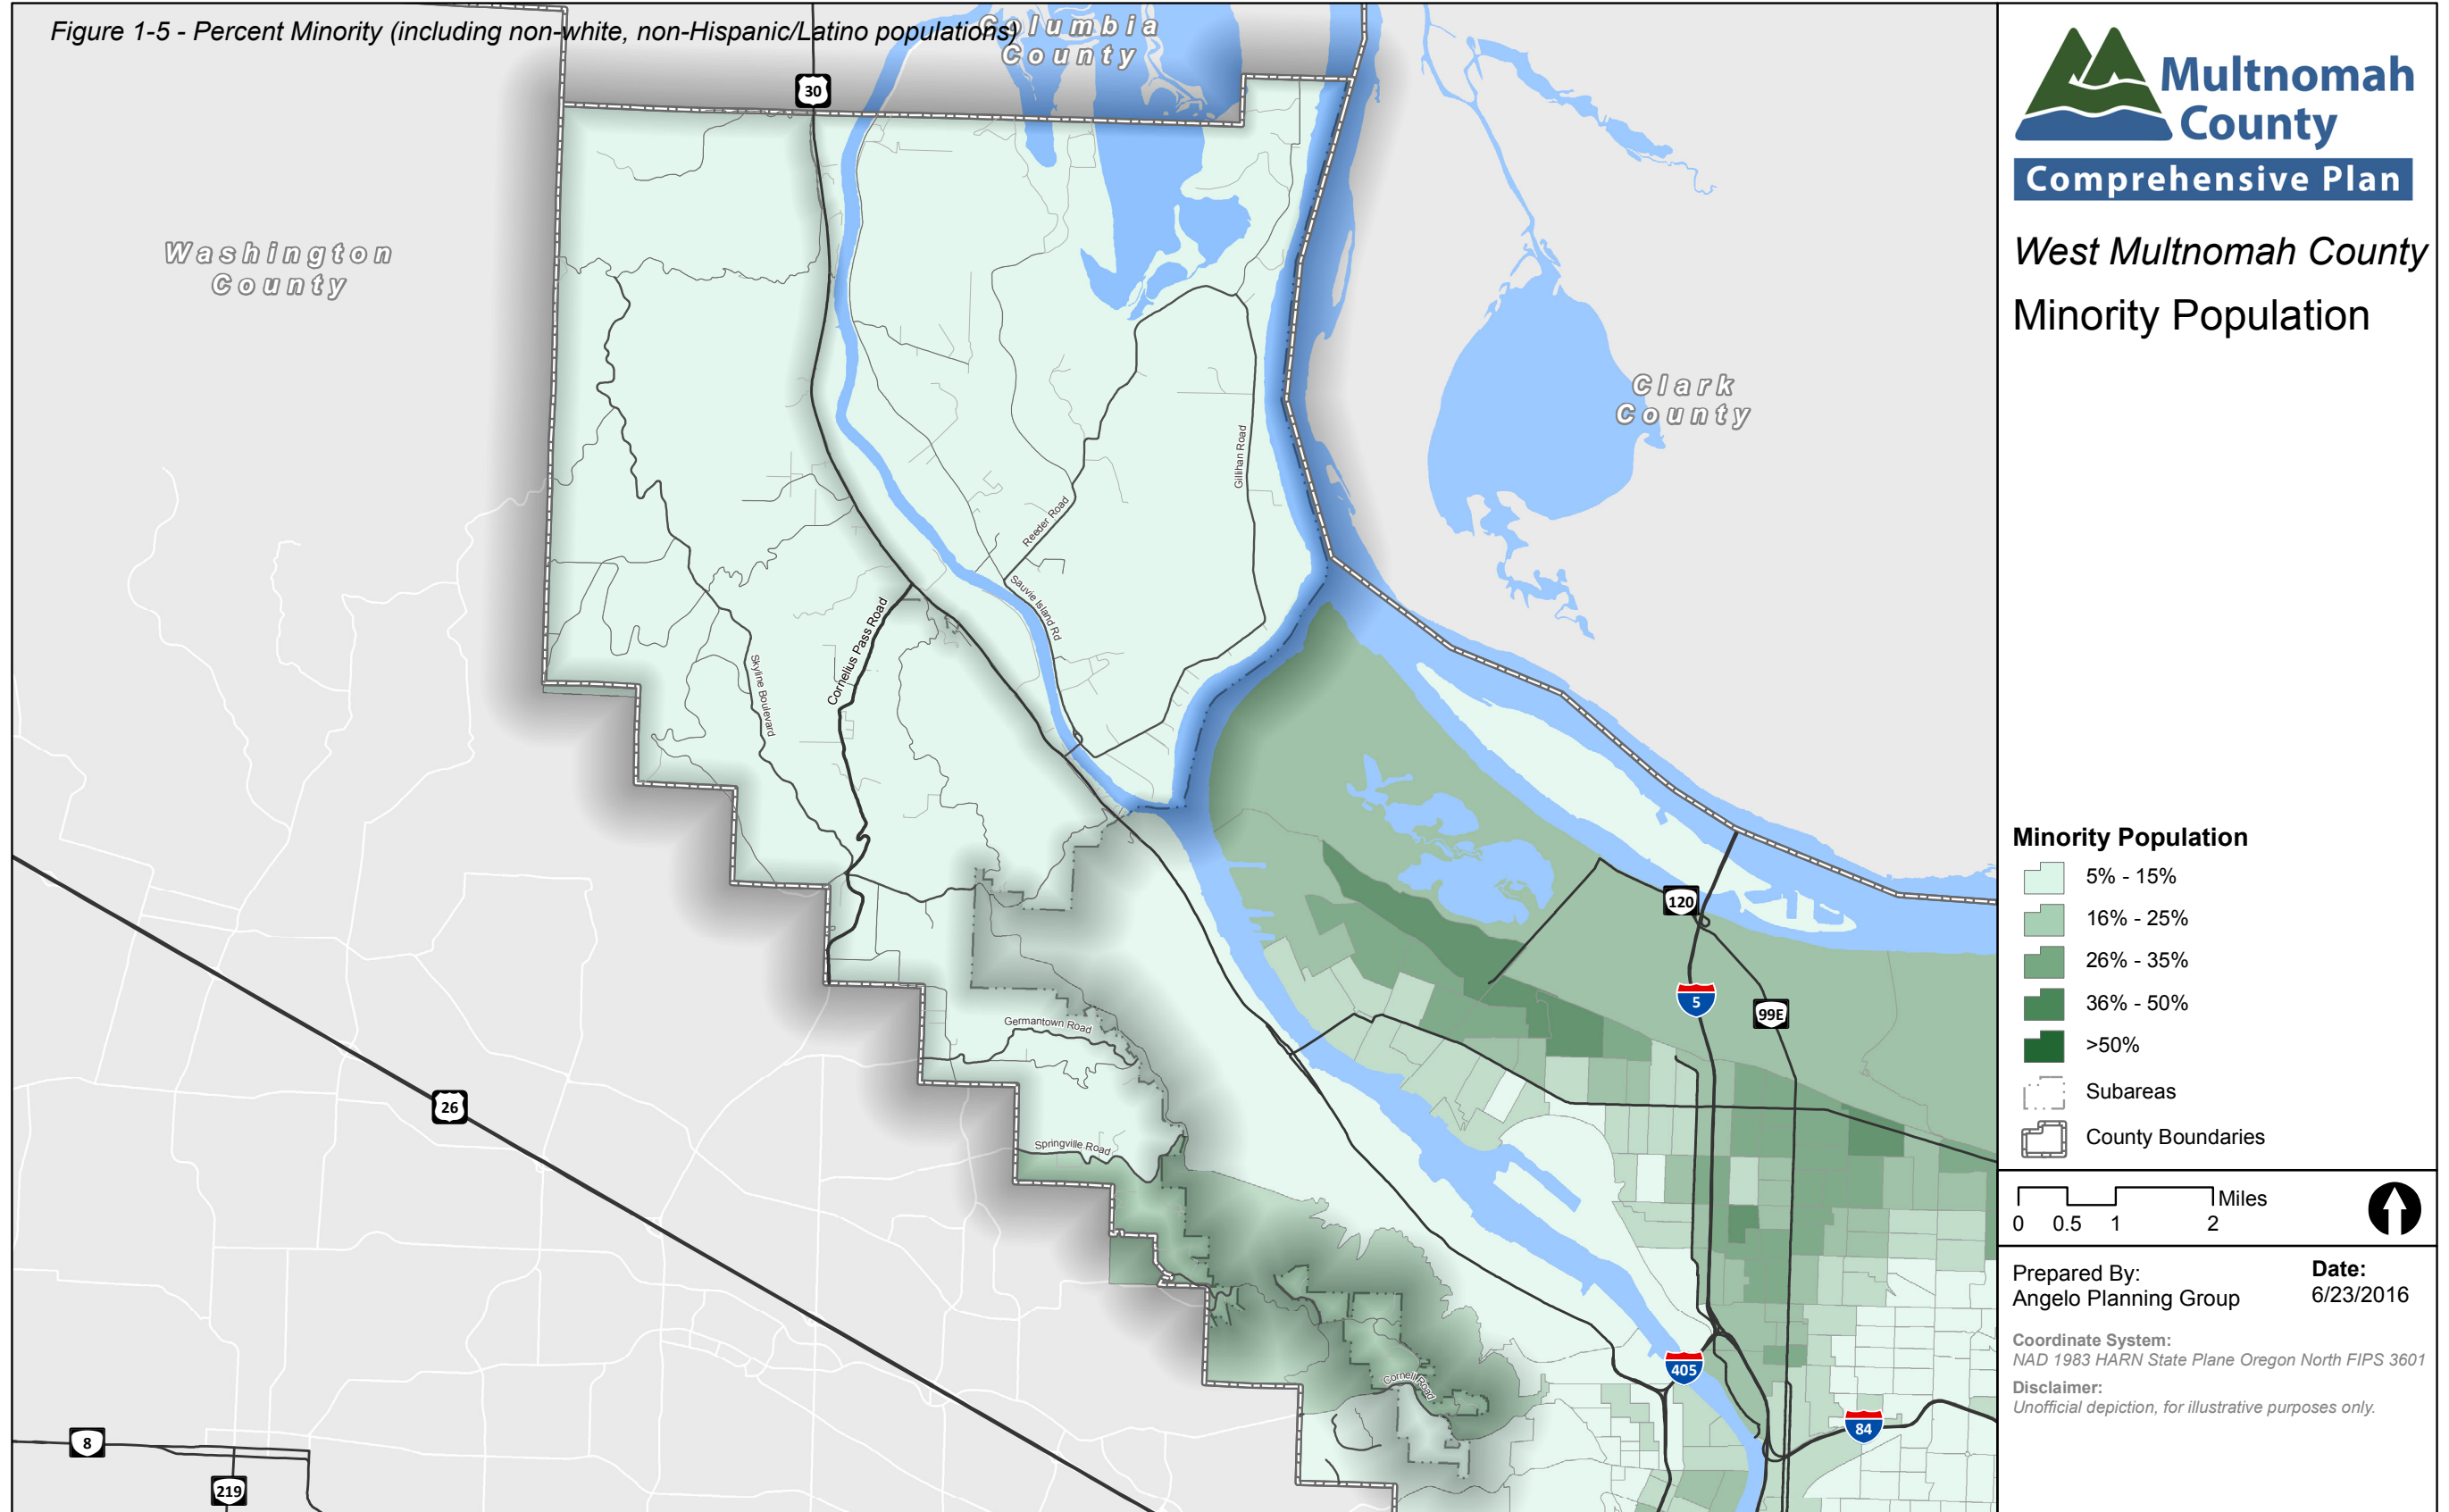 Figure 1-5 - Percent Minority (including non-white, non-Hispanic/Latino populations)
Columbia
County
30
Washington
County
Clark
County
Gillihan Road
Reeder Road
Sauvie Island Rd
Cornelius Pass Road
Skyline Boulevard
120
5
99E
Germantown Road
26
Springville Road
405
Cornell Road
84
8
219
Multnomah
County
Comprehensive Plan
West Multnomah County
Minority Population
Minority Population
5% - 15%
16% - 25%
26% - 35%
36% - 50%
>50%
Subareas
County Boundaries
Miles
0 0.5 1 2
Prepared By:
Angelo Planning Group
Date:
6/23/2016
Coordinate System:
NAD 1983 HARN State Plane Oregon North FIPS 3601
Disclaimer:
Unofficial depiction, for illustrative purposes only.